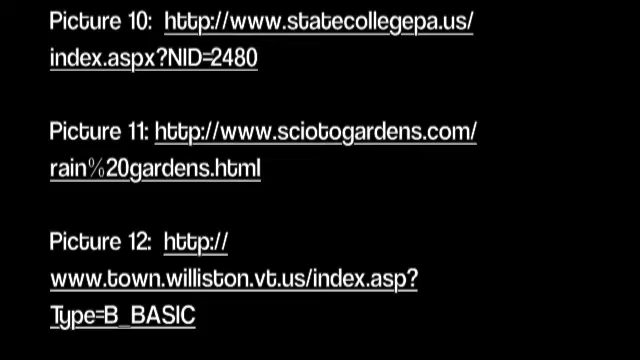 Picture 10:  http://www.statecollegepa.us/
index.aspx?NID=2480
Picture 11: http://www.sciotogardens.com/
rain%20gardens.html
Picture 12:  http://
www.town.williston.vt.us/index.asp?
Type=B_BASIC